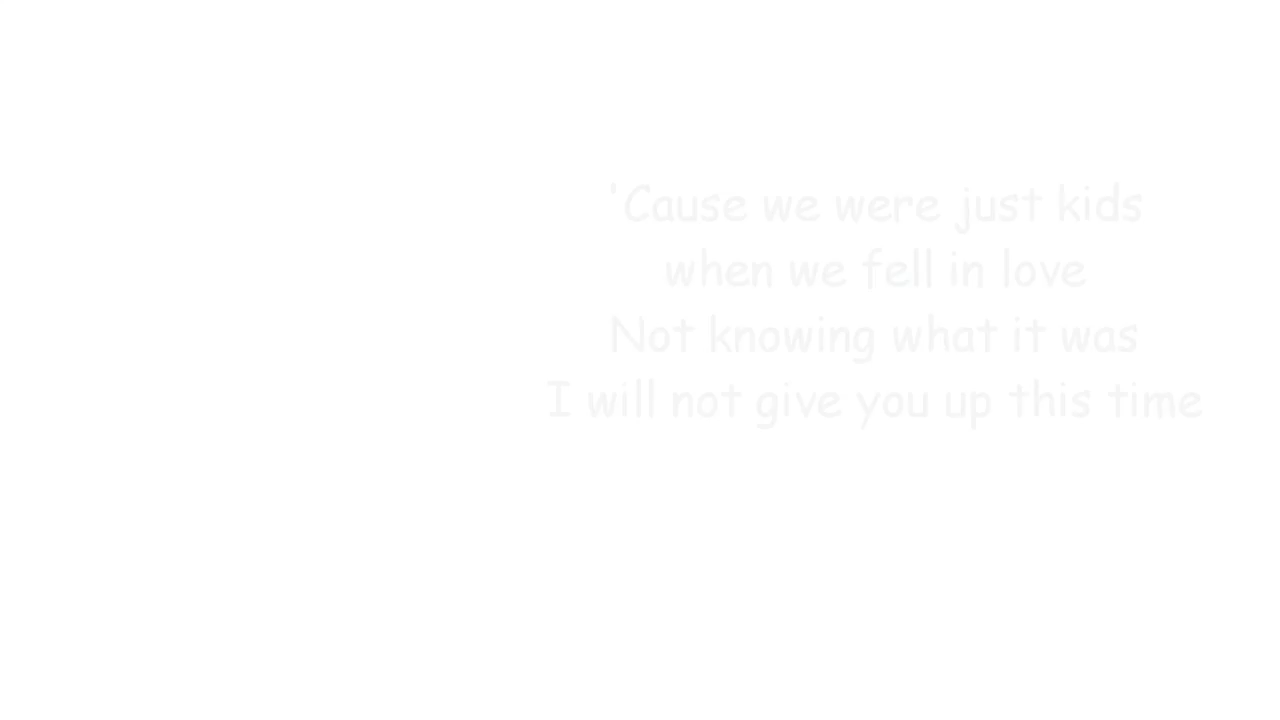 'Cause we were just kids
when we fell in love
Not knowing what it was
I will not give you up this time